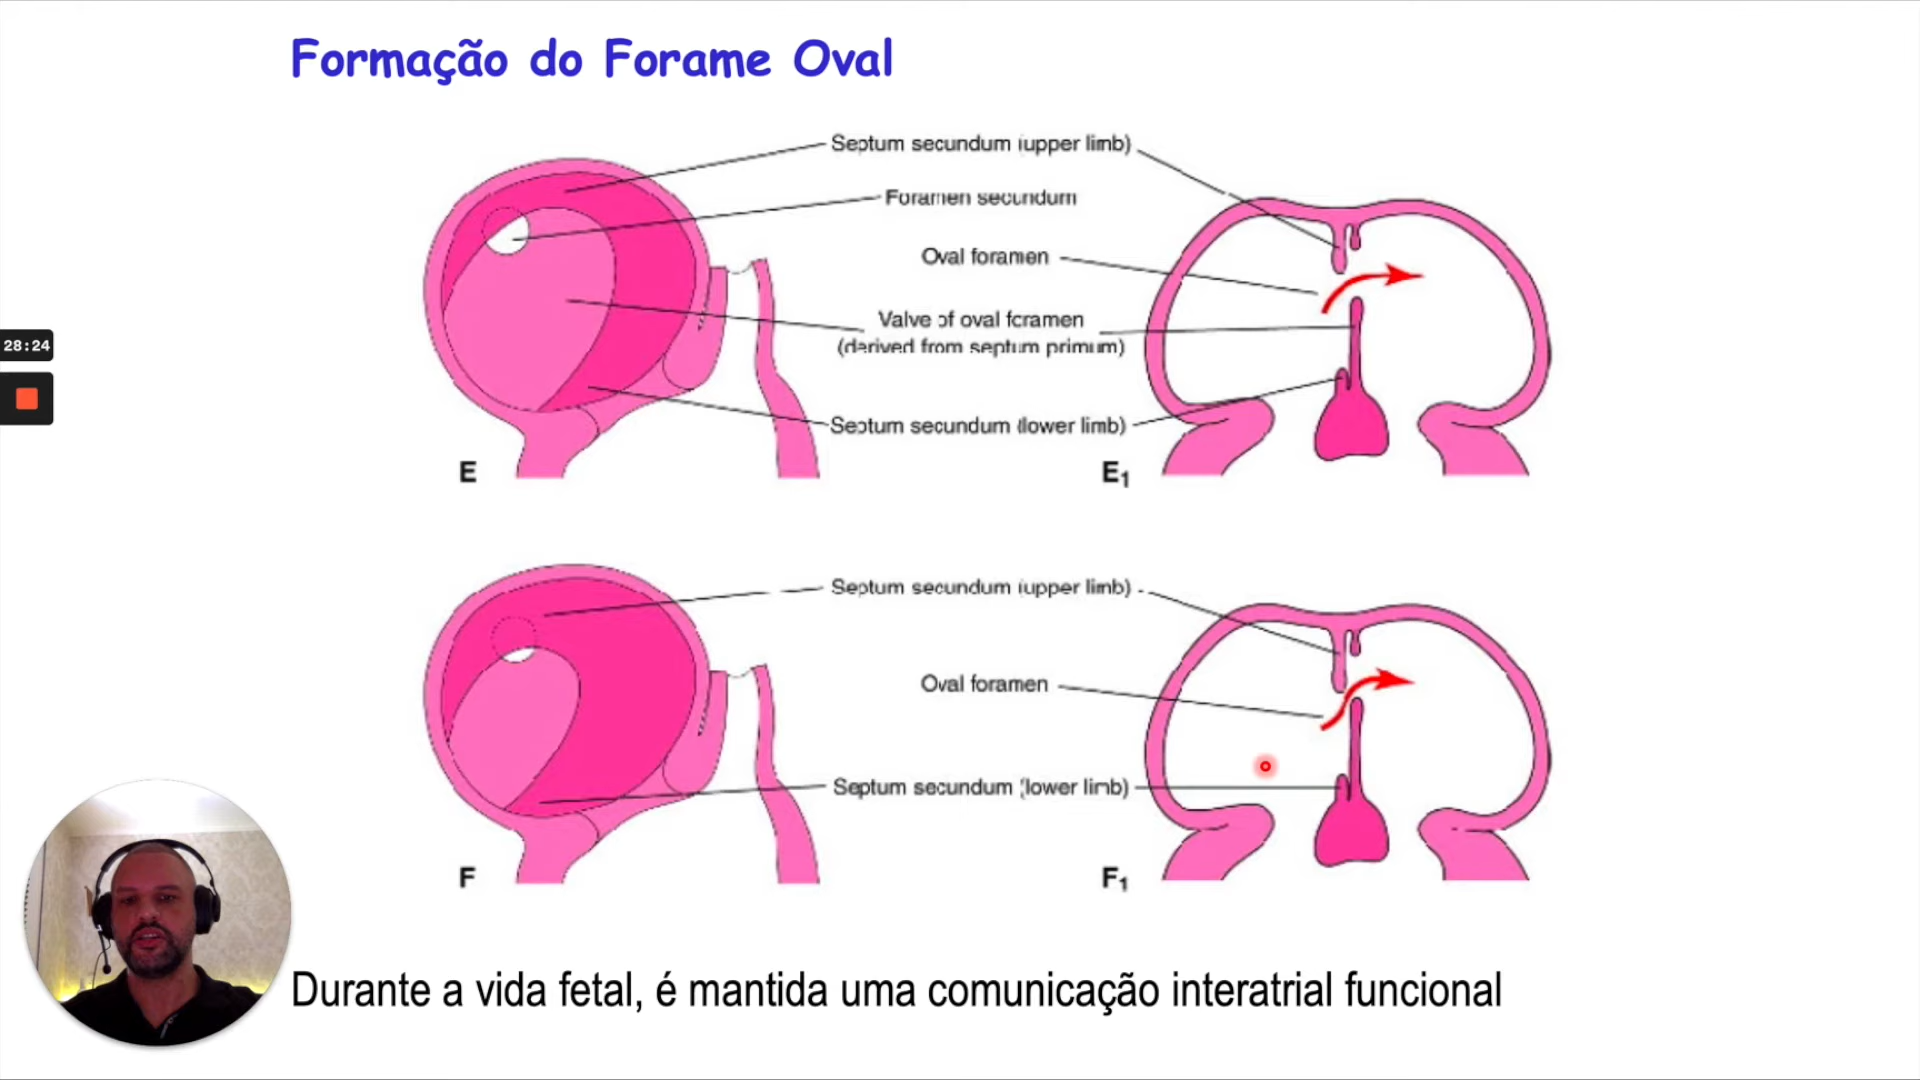 Formação do Forame Oval
Septum secundum (upper limb)
Foramen secundum
Oval foramen
Valve of oval foramen
(derived from septum primum)
Septum secundum (lower limb)
E
E1
28:24
Septum secundum (upper limb)
Oval foramen
Septum secundum (lower limb)
F
F1
Durante a vida fetal, é mantida uma comunicação interatrial funcional